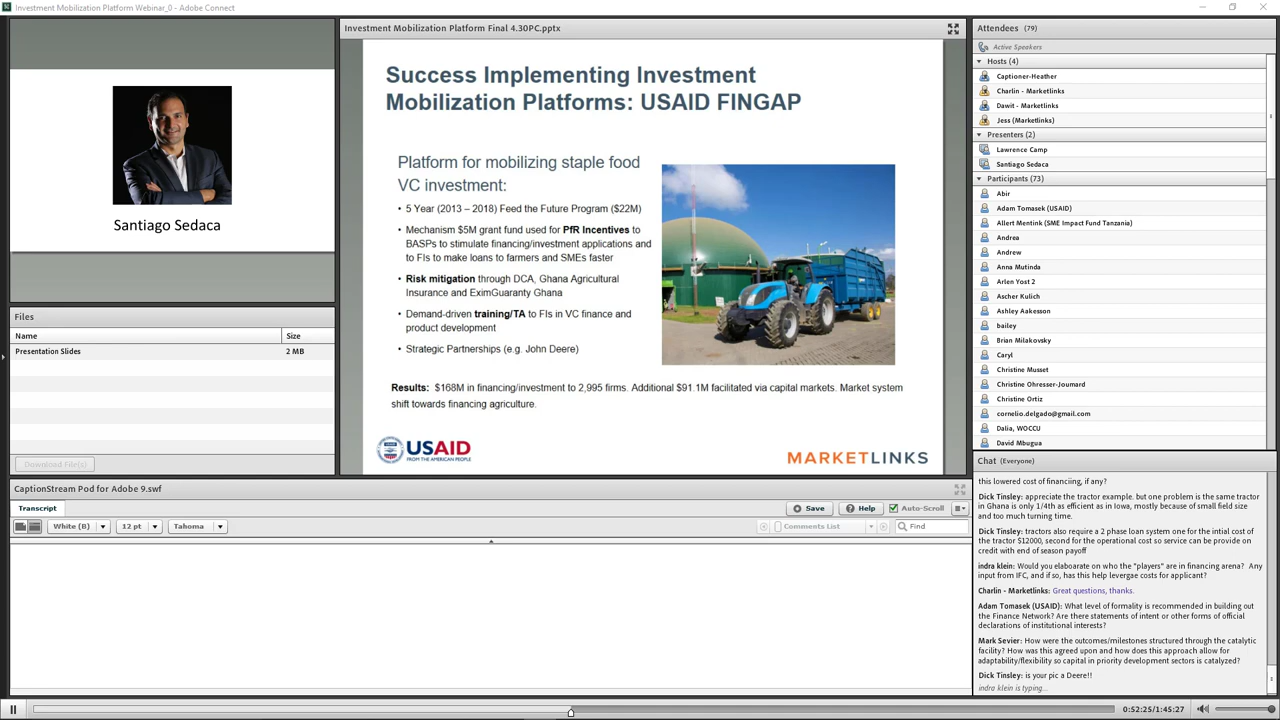 Investment Mobilization Platform Webinar_0 - Adobe Connect
Santiago Sedaca
Files
Name Size
Presentation Slides 2 MB
Download File(s)
Investment Mobilization Platform Final 4.30PC.pptx
Success Implementing Investment
Mobilization Platforms: USAID FINGAP
Platform for mobilizing staple food
VC investment:
• 5 Year (2013 – 2018) Feed the Future Program ($22M)
• Mechanism $5M grant fund used for PfR Incentives to
BASPs to stimulate financing/investment applications and
to FIs to make loans to farmers and SMEs faster
• Risk mitigation through DCA, Ghana Agricultural
Insurance and EximGuaranty Ghana
• Demand-driven training/TA to FIs in VC finance and
product development
• Strategic Partnerships (e.g. John Deere)
Results: $168M in financing/investment to 2,995 firms. Additional $91.1M facilitated via capital markets. Market system
shift towards financing agriculture.
USAID
FROM THE AMERICAN PEOPLE
MARKETLINKS
CaptionStream Pod for Adobe 9.swf
Transcript
Save Help Auto-Scroll
White (B) 12 pt Tahoma Comments List Find
Attendees (79)
Active Speakers
Hosts (4)
Captioner-Heather
Charlin - Marketlinks
Dawit - Marketlinks
Jess (Marketlinks)
Presenters (2)
Lawrence Camp
Santiago Sedaca
Participants (73)
Abir
Adam Tomasek (USAID)
Allert Mentink (SME Impact Fund Tanzania)
Andrea
Andrew
Anna Mutinda
Arlen Yost 2
Ascher Kulich
Ashley Aakesson
bailey
Brian Milakovsky
Caryl
Christine Musset
Christine Ohresser-Joumard
Christine Ortiz
cornelio.delgado@gmail.com
Dalia, WOCCU
David Mbugua
Chat (Everyone)
this lowered cost of financiing, if any?
Dick Tinsley: appreciate the tractor example. but one problem is the same tractor
in Ghana is only 1/4th as efficient as in Iowa, mostly because of small field size
and too much turning time.
Dick Tinsley: tractors also require a 2 phase loan system one for the intial cost of
the tractor $12000, second for the operational cost so service can be provide on
credit with end of season payoff
indra klein: Would you elaboarate on who the "players" are in financing arena? Any
input from IFC, and if so, has this help levergae costs for applicant?
Charlin - Marketlinks: Great questions, thanks.
Adam Tomasek (USAID): What level of formality is recommended in building out
the Finance Network? Are there statements of intent or other forms of official
declarations of institutional interests?
Mark Sevier: How were the outcomes/milestones structured through the catalytic
facility? How was this agreed upon and how does this approach allow for
adaptability/flexibility so capital in priority development sectors is catalyzed?
Dick Tinsley: is your pic a Deere!!
indra klein is typing...
0:52:25/1:45:27